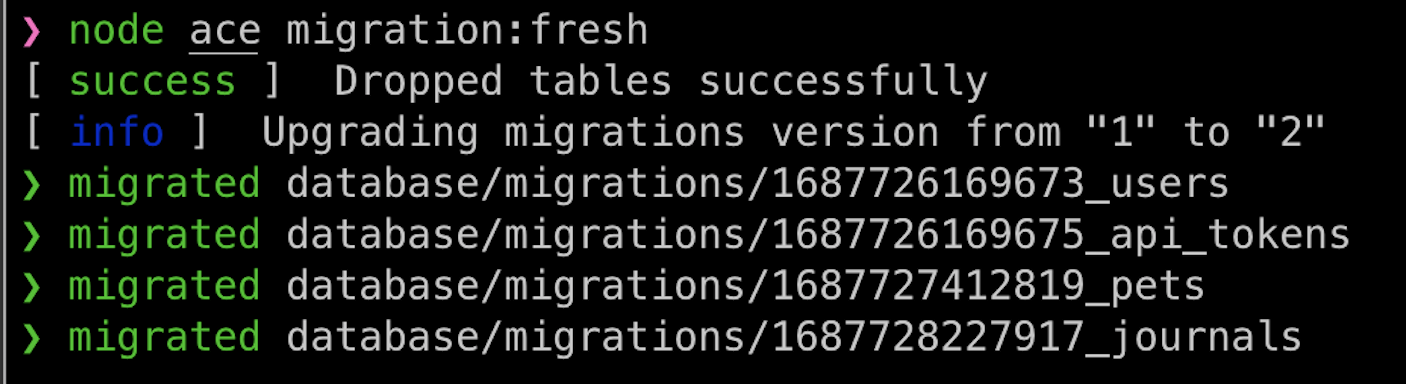 ❯ node ace migration:fresh
[ success ]  Dropped tables successfully
[ info ]  Upgrading migrations version from "1" to "2"
❯ migrated database/migrations/1687726169673_users
❯ migrated database/migrations/1687726169675_api_tokens
❯ migrated database/migrations/1687727412819_pets
❯ migrated database/migrations/1687728227917_journals